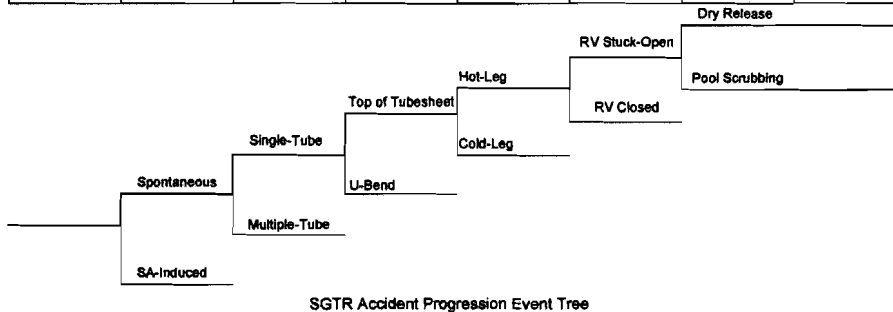 Dry Release
RV Stuck-Open
Hot-Leg
Pool Scrubbing
Top of Tubesheet
RV Closed
Single-Tube
Cold-Leg
Spontaneous
U-Bend
Multiple-Tube
SA-Induced
SGTR Accident Progression Event Tree